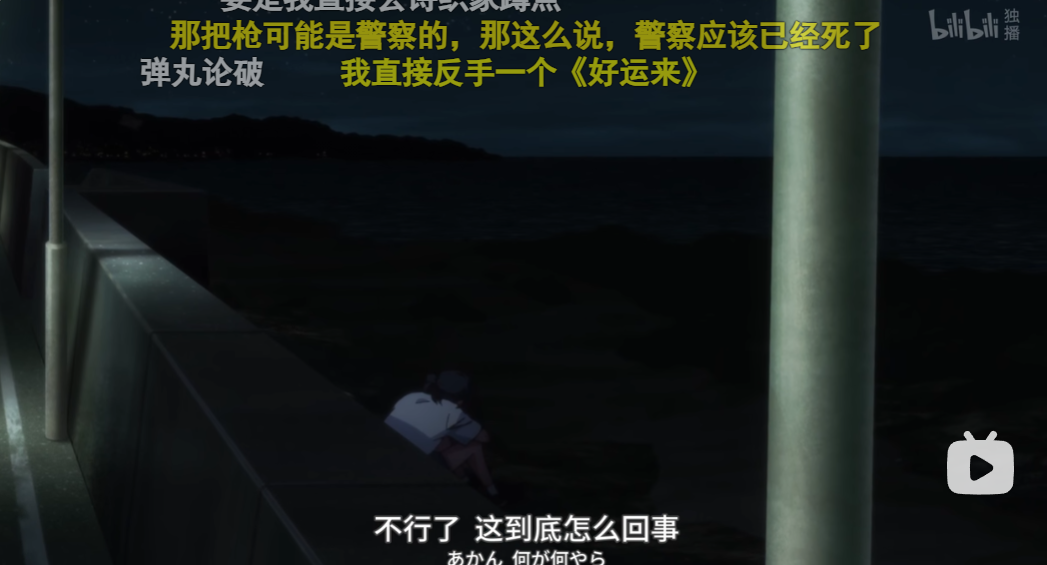 要是我直接去诗织家蹲点
那把枪可能是警察的，那这么说，警察应该已经死了
弹丸论破
我直接反手一个《好运来》
bilibili 独播
不行了 这到底怎么回事
あかん 何が何やら